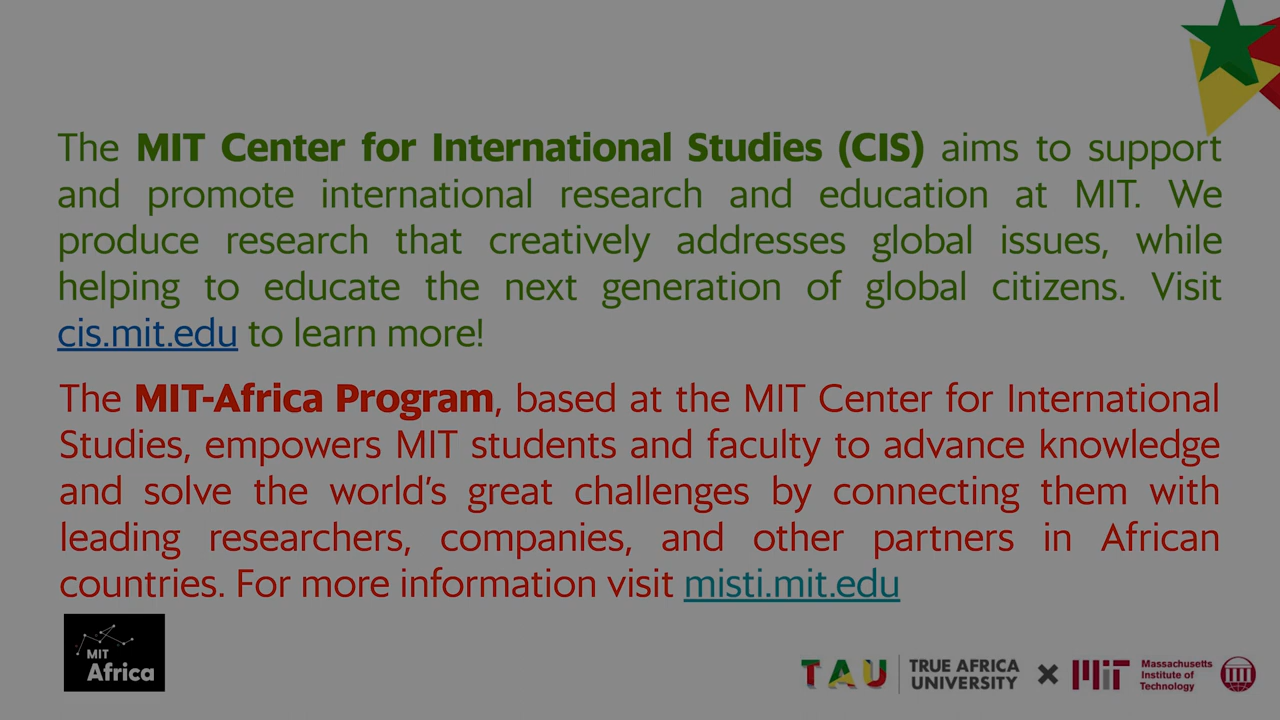 The MIT Center for International Studies (CIS) aims to support
and promote international research and education at MIT. We
produce research that creatively addresses global issues, while
helping to educate the next generation of global citizens. Visit
cis.mit.edu to learn more!
The MIT-Africa Program, based at the MIT Center for International
Studies, empowers MIT students and faculty to advance knowledge
and solve the world's great challenges by connecting them with
leading researchers, companies, and other partners in African
countries. For more information visit misti.mit.edu
MIT
Africa
TAU TRUE AFRICA
UNIVERSITY
MIT Massachusetts
Institute of
Technology